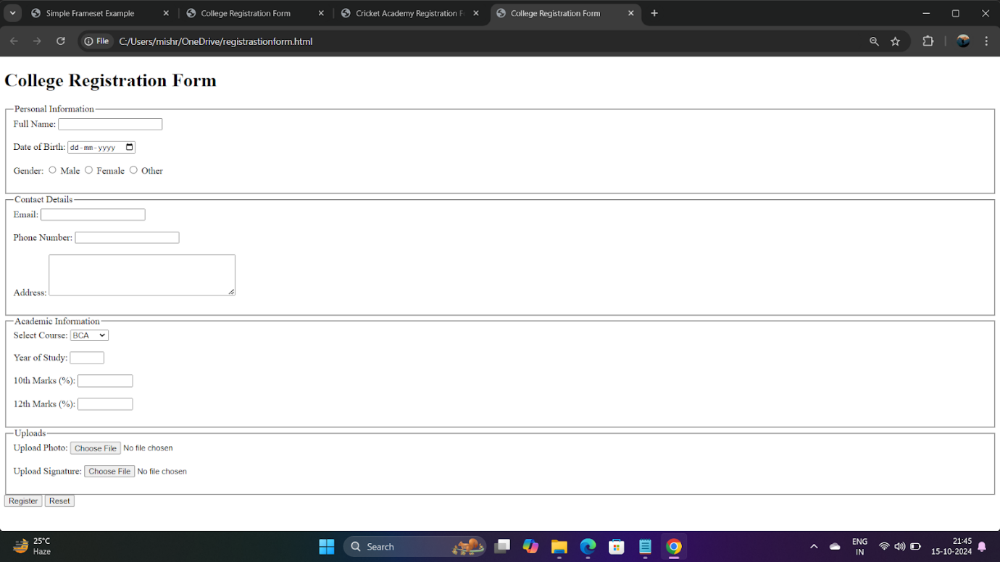 Simple Frameset Example
College Registration Form
Cricket Academy Registration F
College Registration Form
File C:/Users/mishr/OneDrive/registrastionform.html
College Registration Form
Personal Information
Full Name:
Date of Birth: dd-mm-yyyy
Gender: Male Female Other
Contact Details
Email:
Phone Number:
Address:
Academic Information
Select Course: BCA
Year of Study:
10th Marks (%):
12th Marks (%):
Uploads
Upload Photo: Choose File No file chosen
Upload Signature: Choose File No file chosen
Register Reset
25°C
Haze
Search
ENG
IN
21:45
15-10-2024